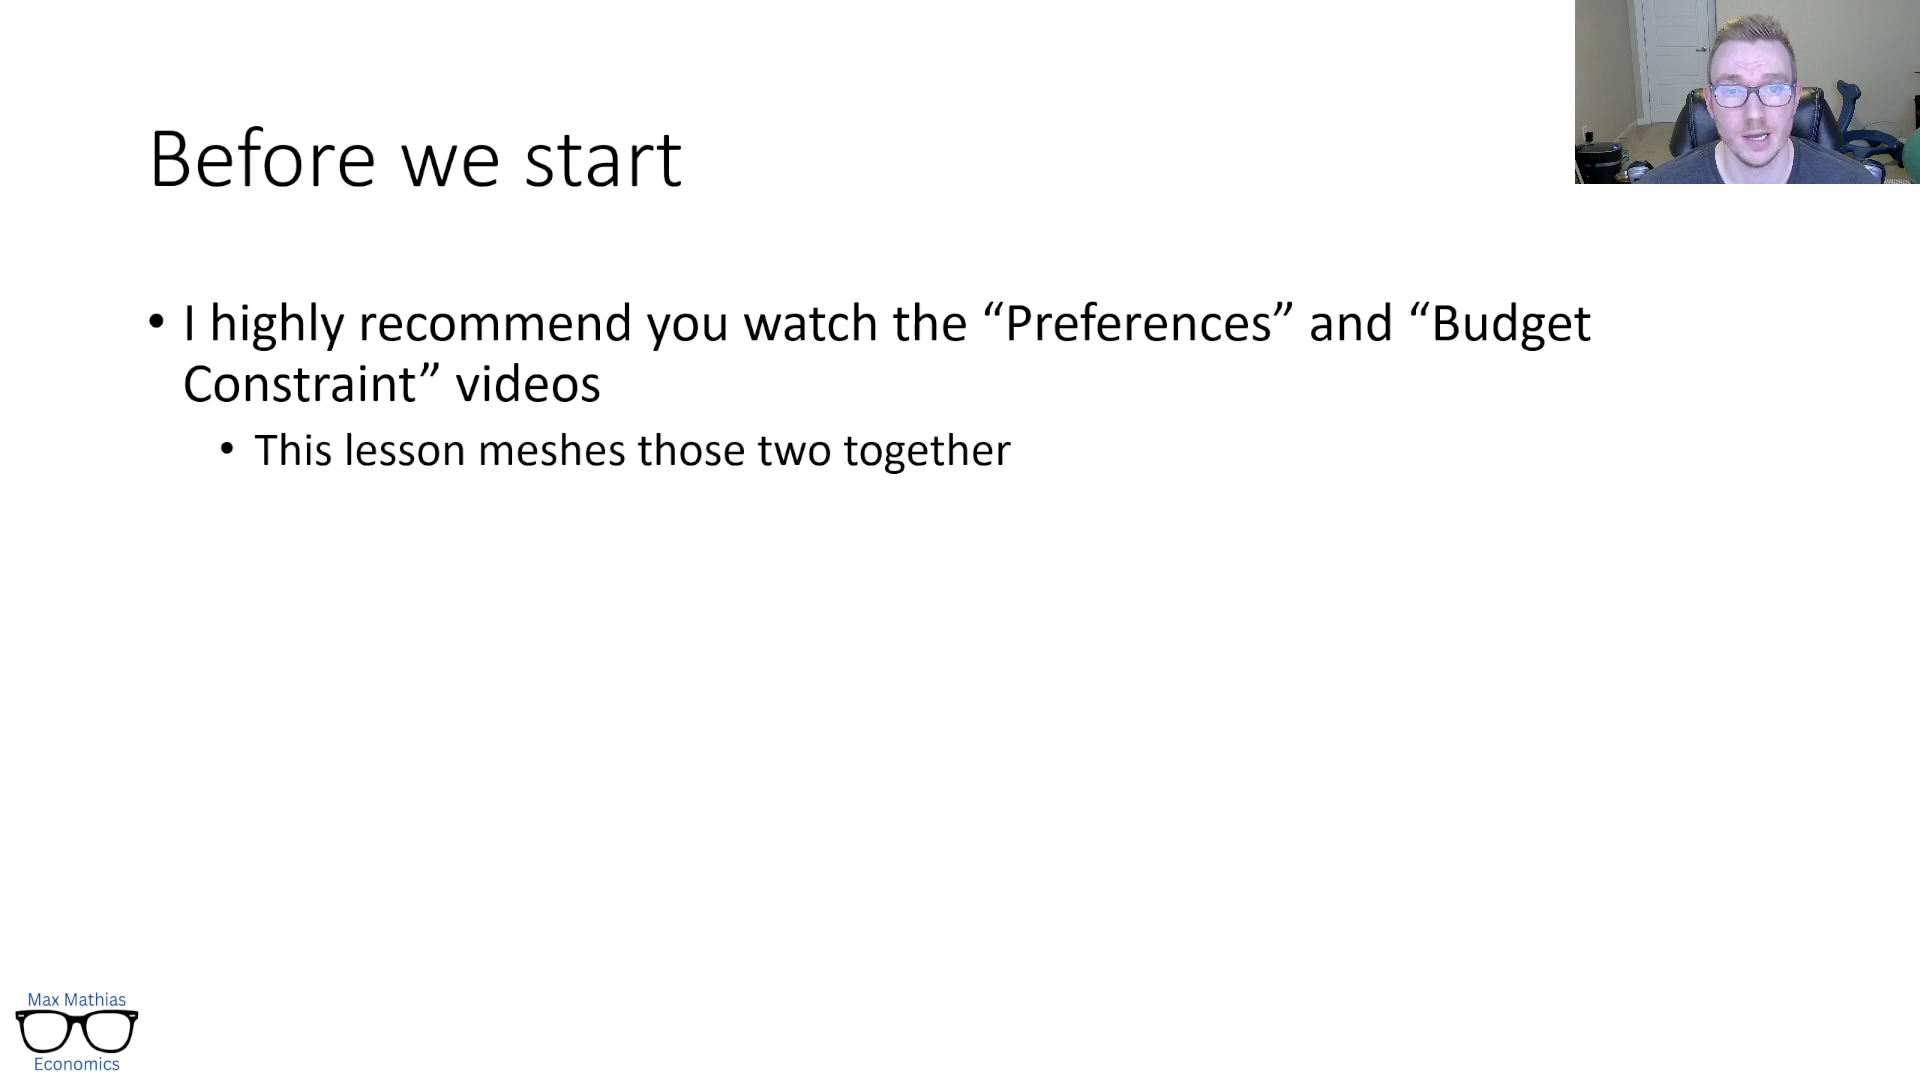 Before we start
• I highly recommend you watch the “Preferences” and “Budget
Constraint” videos
• This lesson meshes those two together
Max Mathias
Economics